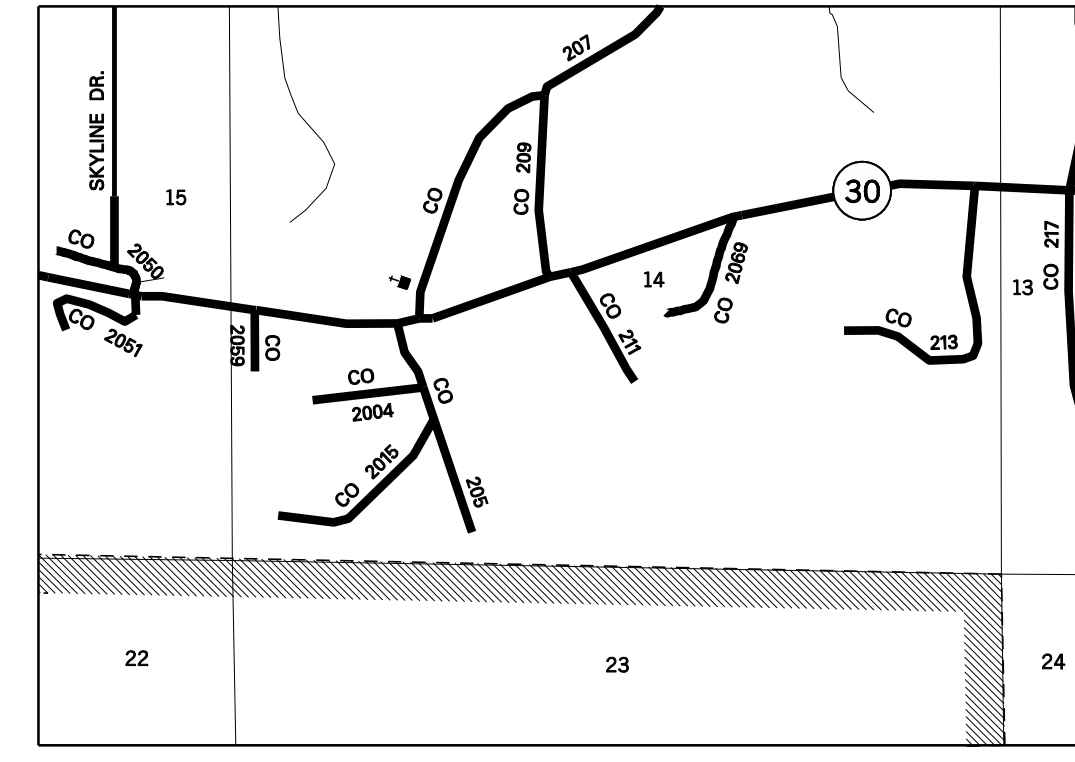 207
SKYLINE DR.
CO 209
30
15
CO
CO 217
CO 2050
CO 2069
14
13
CO 2051
CO 211
CO 213
2059 CO
CO 2004
CO 205
CO 2015
22
23
24